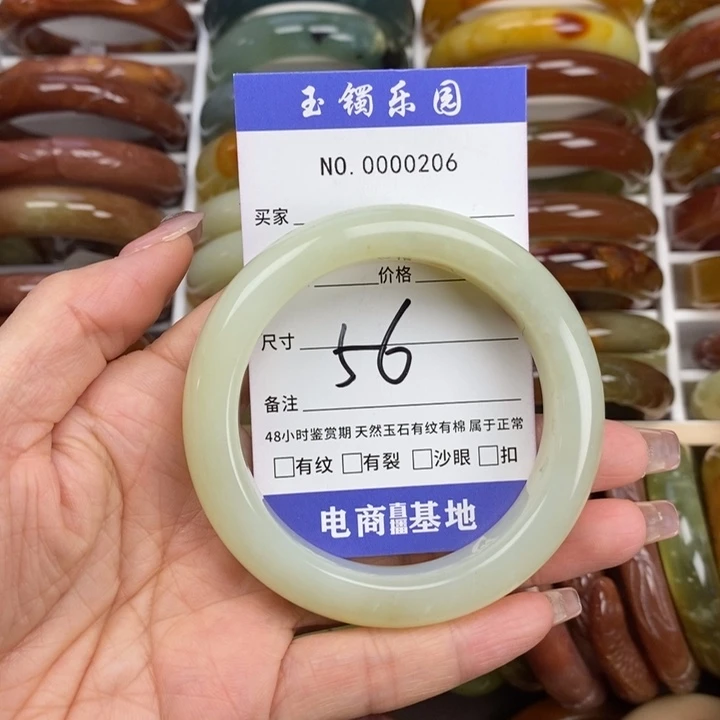 玉镯乐园
NO. 0000206
买家
价格
尺寸 56
备注
48小时鉴赏期 天然玉石有纹有棉 属于正常
□有纹 □有裂 □沙眼 □扣
电商直播基地